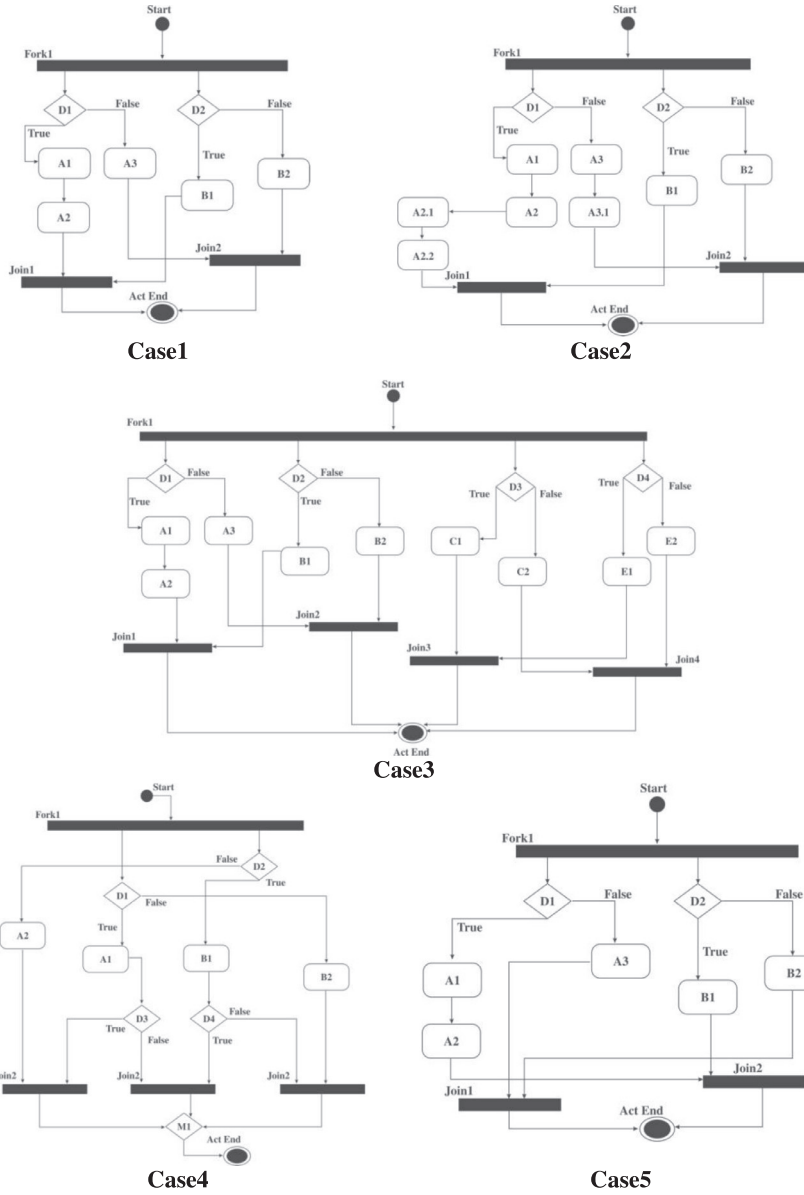 Start
Fork1
D1
False
D2
False
True
True
A1
A3
B2
B1
A2
Join2
Join1
Act End
Case1
Start
Fork1
D1
False
D2
False
True
True
A1
A3
B2
B1
A2.1
A2
A3.1
A2.2
Join2
Join1
Act End
Case2
Start
Fork1
D1
False
D2
False
D3
D4
True
True
True
False
True
False
A1
A3
B1
B2
C1
C2
E1
E2
A2
Join1
Join2
Join3
Join4
Act End
Case3
Start
Fork1
False
D2
True
D1
False
True
A2
A1
B1
B2
D3
True
False
D4
False
True
oin2
Join2
Join2
M1
Act End
Case4
Start
Fork1
D1
False
D2
False
True
True
A3
A1
B2
B1
A2
Join2
Join1
Act End
Case5